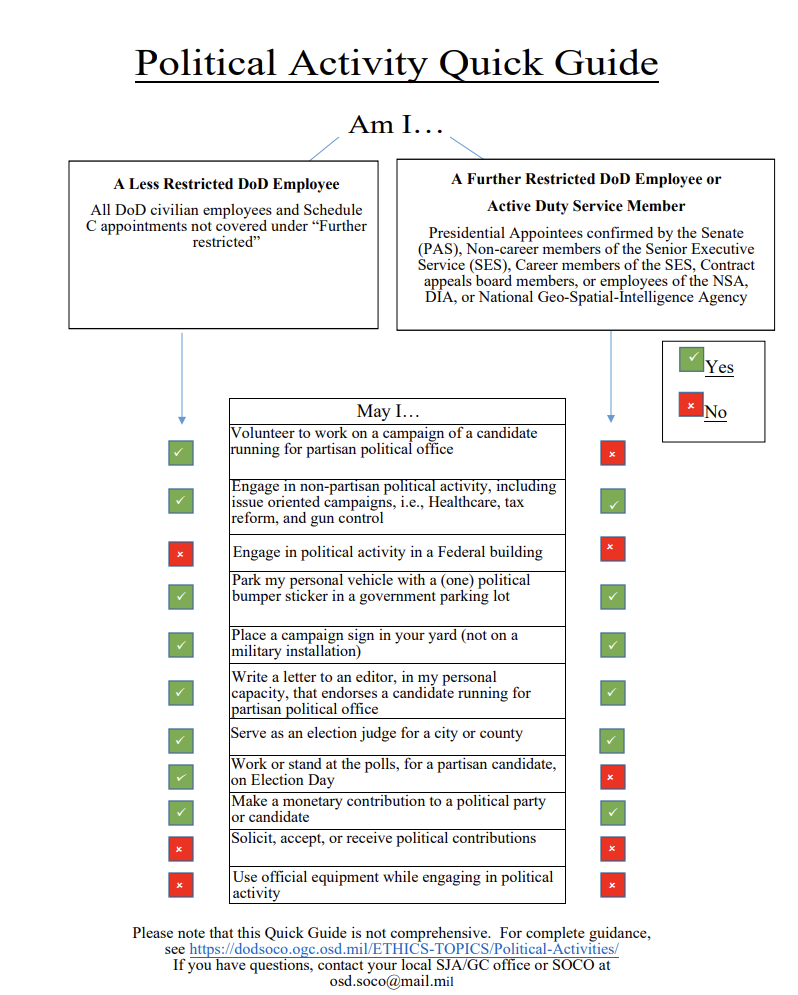 Political Activity Quick Guide
Am I…
A Less Restricted DoD Employee
All DoD civilian employees and Schedule
C appointments not covered under “Further
restricted”
A Further Restricted DoD Employee or
Active Duty Service Member
Presidential Appointees confirmed by the Senate
(PAS), Non-career members of the Senior Executive
Service (SES), Career members of the SES, Contract
appeals board members, or employees of the NSA,
DIA, or National Geo-Spatial-Intelligence Agency
Yes
No
May I…
Volunteer to work on a campaign of a candidate
running for partisan political office
Engage in non-partisan political activity, including
issue oriented campaigns, i.e., Healthcare, tax
reform, and gun control
Engage in political activity in a Federal building
Park my personal vehicle with a (one) political
bumper sticker in a government parking lot
Place a campaign sign in your yard (not on a
military installation)
Write a letter to an editor, in my personal
capacity, that endorses a candidate running for
partisan political office
Serve as an election judge for a city or county
Work or stand at the polls, for a partisan candidate,
on Election Day
Make a monetary contribution to a political party
or candidate
Solicit, accept, or receive political contributions
Use official equipment while engaging in political
activity
Please note that this Quick Guide is not comprehensive. For complete guidance,
see https://dodsoco.ogc.osd.mil/ETHICS-TOPICS/Political-Activities/
If you have questions, contact your local SJA/GC office or SOCO at
osd.soco@mail.mil